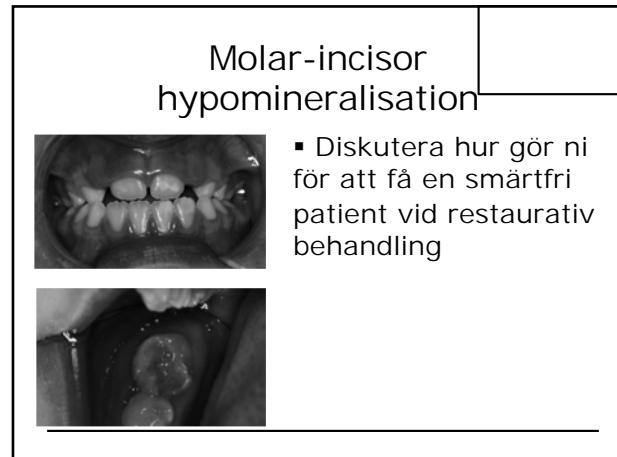 Molar-incisor
hypomineralisation
▪ Diskutera hur gör ni
för att få en smärtfri
patient vid restaurativ
behandling